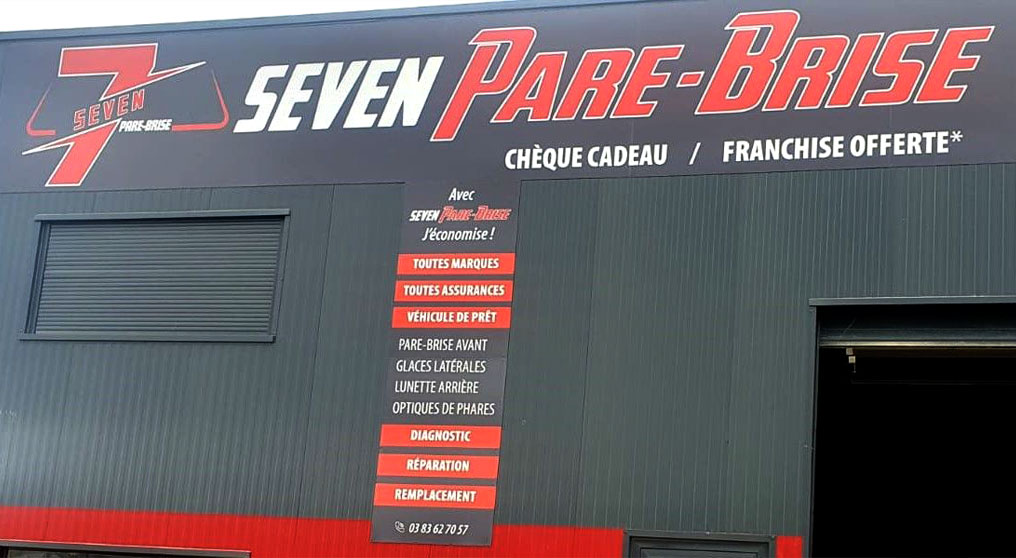 7
SEVEN
PARE-BRISE
SEVEN PARE-BRISE
CHÈQUE CADEAU / FRANCHISE OFFERTE*
Avec
SEVEN PARE-BRISE
J'économise !
TOUTES MARQUES
TOUTES ASSURANCES
VÉHICULE DE PRÊT
PARE-BRISE AVANT
GLACES LATÉRALES
LUNETTE ARRIÈRE
OPTIQUES DE PHARES
DIAGNOSTIC
RÉPARATION
REMPLACEMENT
03 83 62 70 57